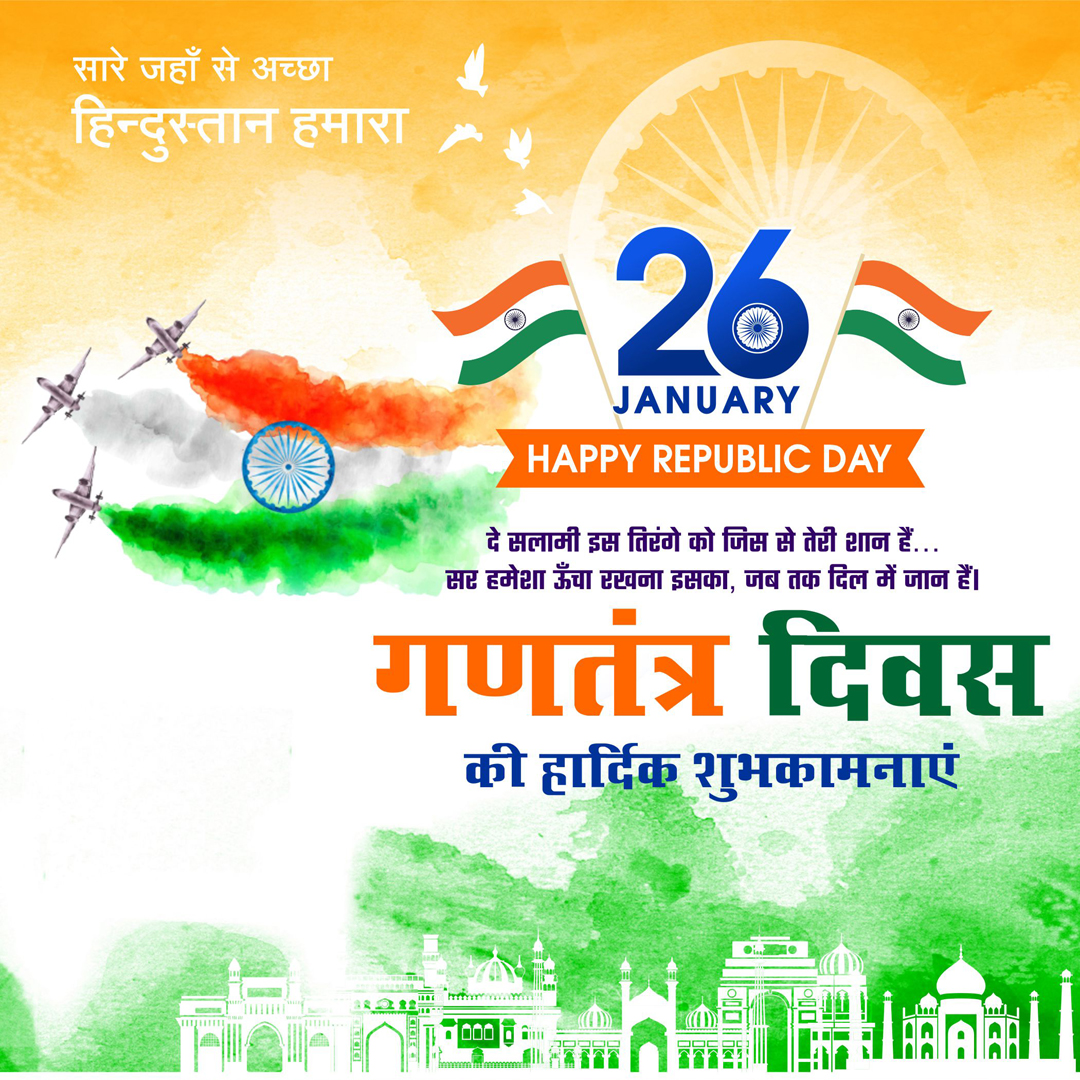 सारे जहाँ से अच्छा
हिन्दुस्तान हमारा
26
JANUARY
HAPPY REPUBLIC DAY
दे सलामी इस तिरंगे को जिस से तेरी शान हैं...
सर हमेशा ऊँचा रखना इसका, जब तक दिल में जान हैं।
गणतंत्र दिवस
की हार्दिक शुभकामनाएं